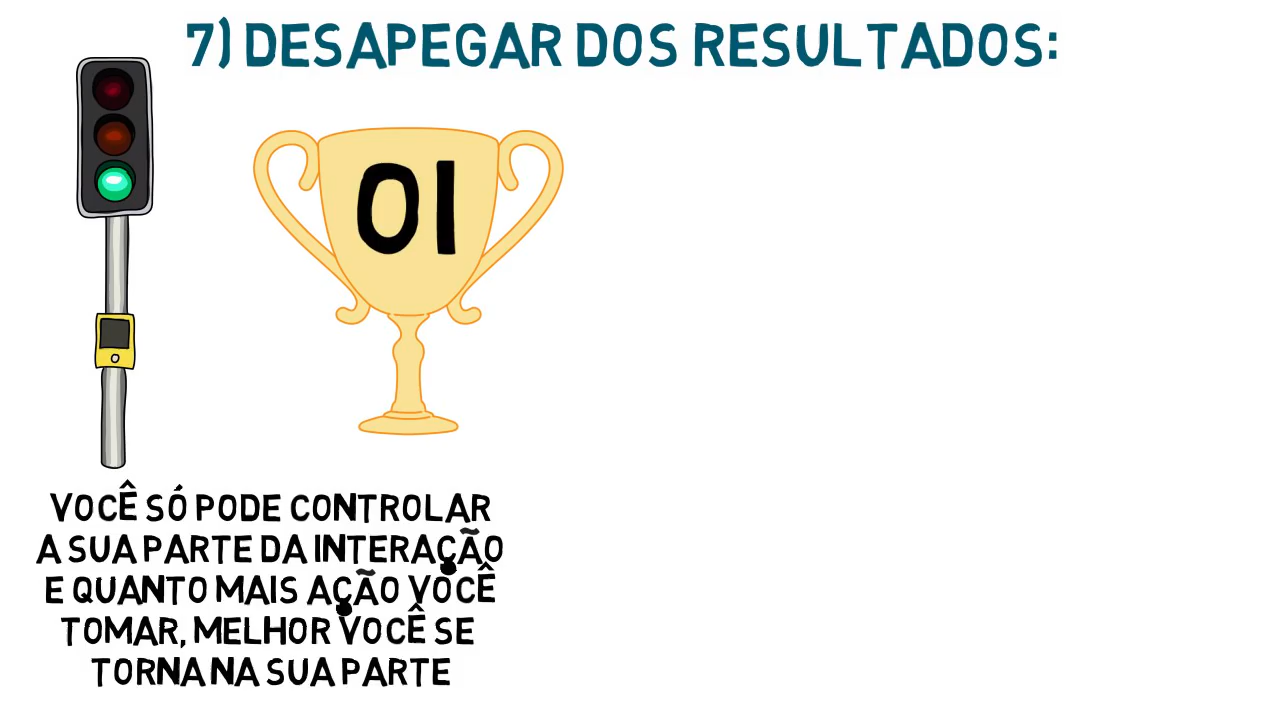 7) DESAPEGAR DOS RESULTADOS:
OI
VOCÊ SÓ PODE CONTROLAR
A SUA PARTE DA INTERAÇÃO
E QUANTO MAIS AÇÃO VOCÊ
TOMAR, MELHOR VOCÊ SE
TORNA NA SUA PARTE